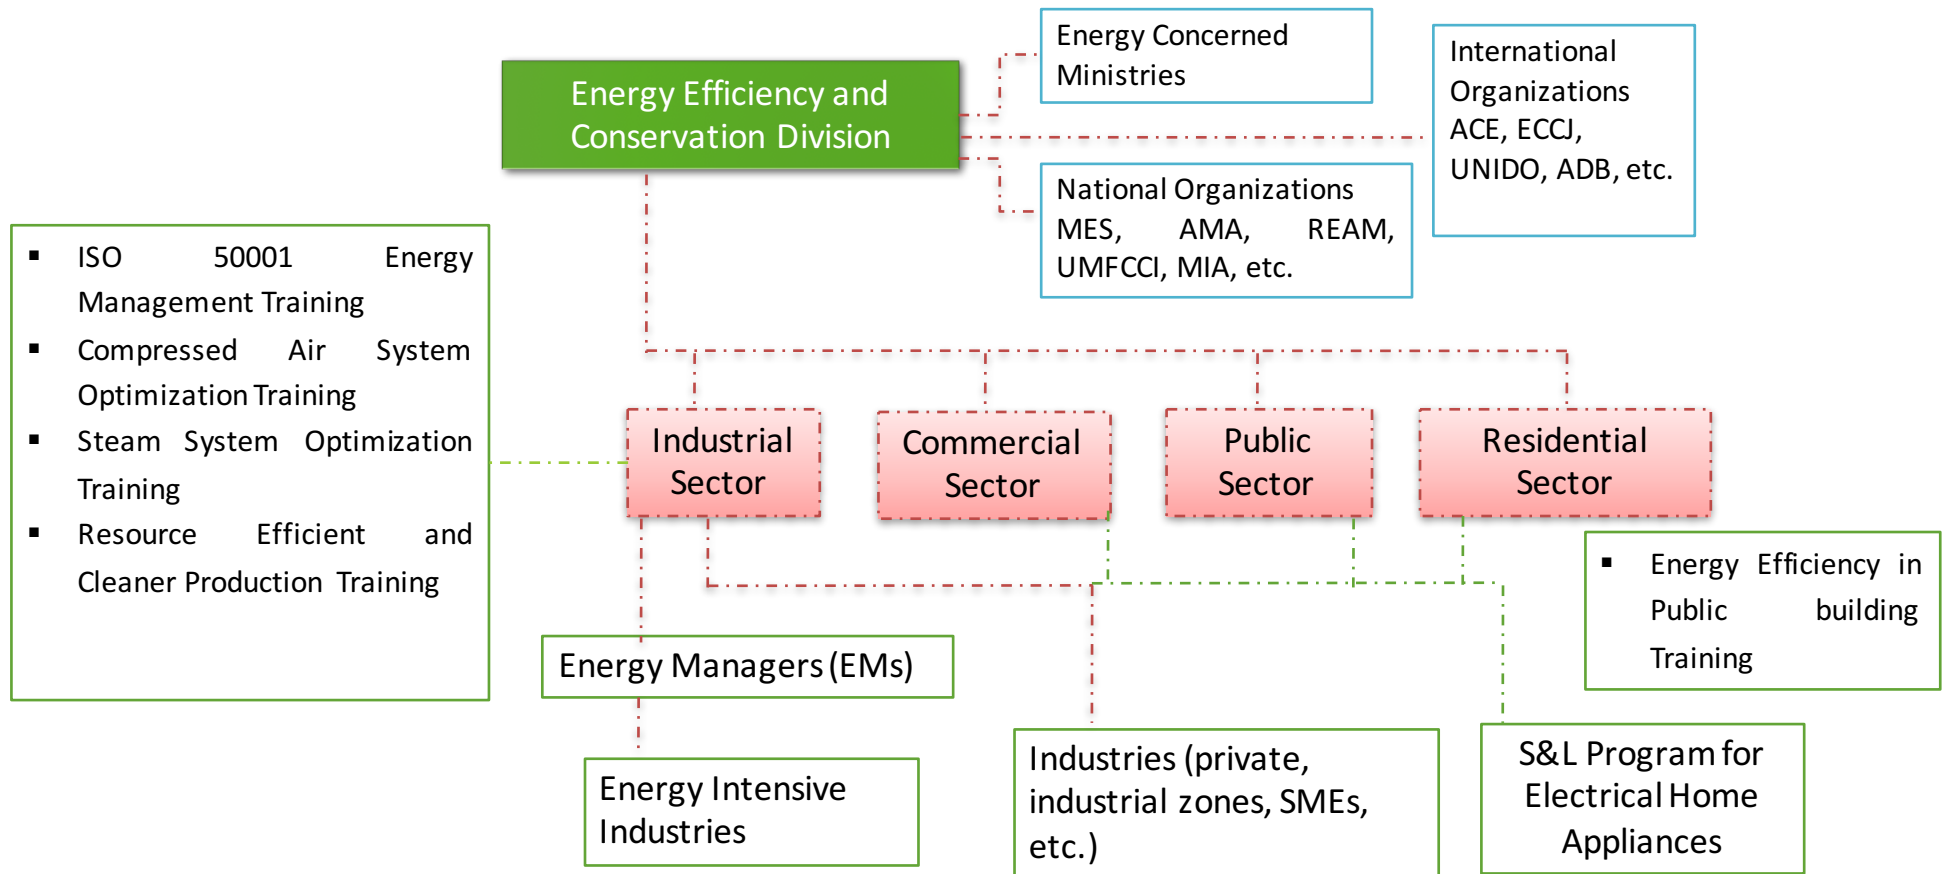 Energy Efficiency and
Conservation Division
Energy Concerned
Ministries
International
Organizations
ACE, ECCJ,
UNIDO, ADB, etc.
National Organizations
MES, AMA, REAM,
UMFCCI, MIA, etc.
▪ ISO 50001 Energy
Management Training
▪ Compressed Air System
Optimization Training
▪ Steam System Optimization
Training
▪ Resource Efficient and
Cleaner Production Training
Industrial
Sector
Commercial
Sector
Public
Sector
Residential
Sector
▪ Energy Efficiency in
Public building
Training
Energy Managers (EMs)
Energy Intensive
Industries
Industries (private,
industrial zones, SMEs,
etc.)
S&L Program for
Electrical Home
Appliances